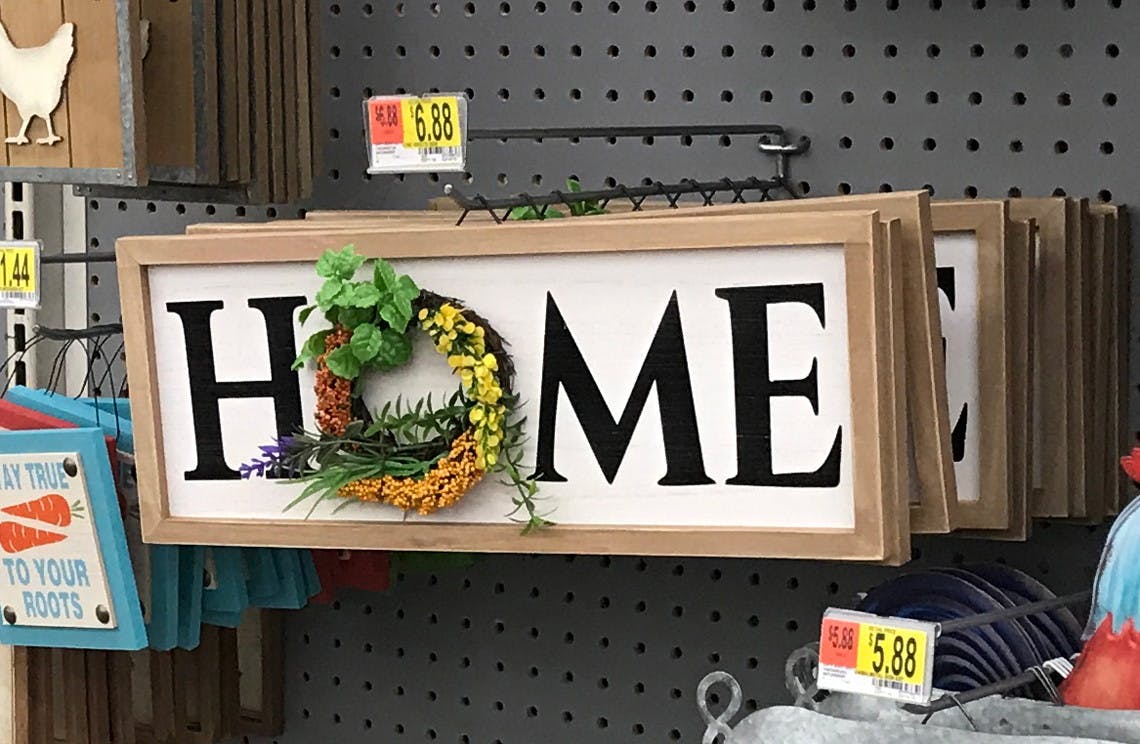 $6.88 $6.88
1.44
HOME
AY TRUE
TO YOUR
ROOTS
$5.88 $5.88